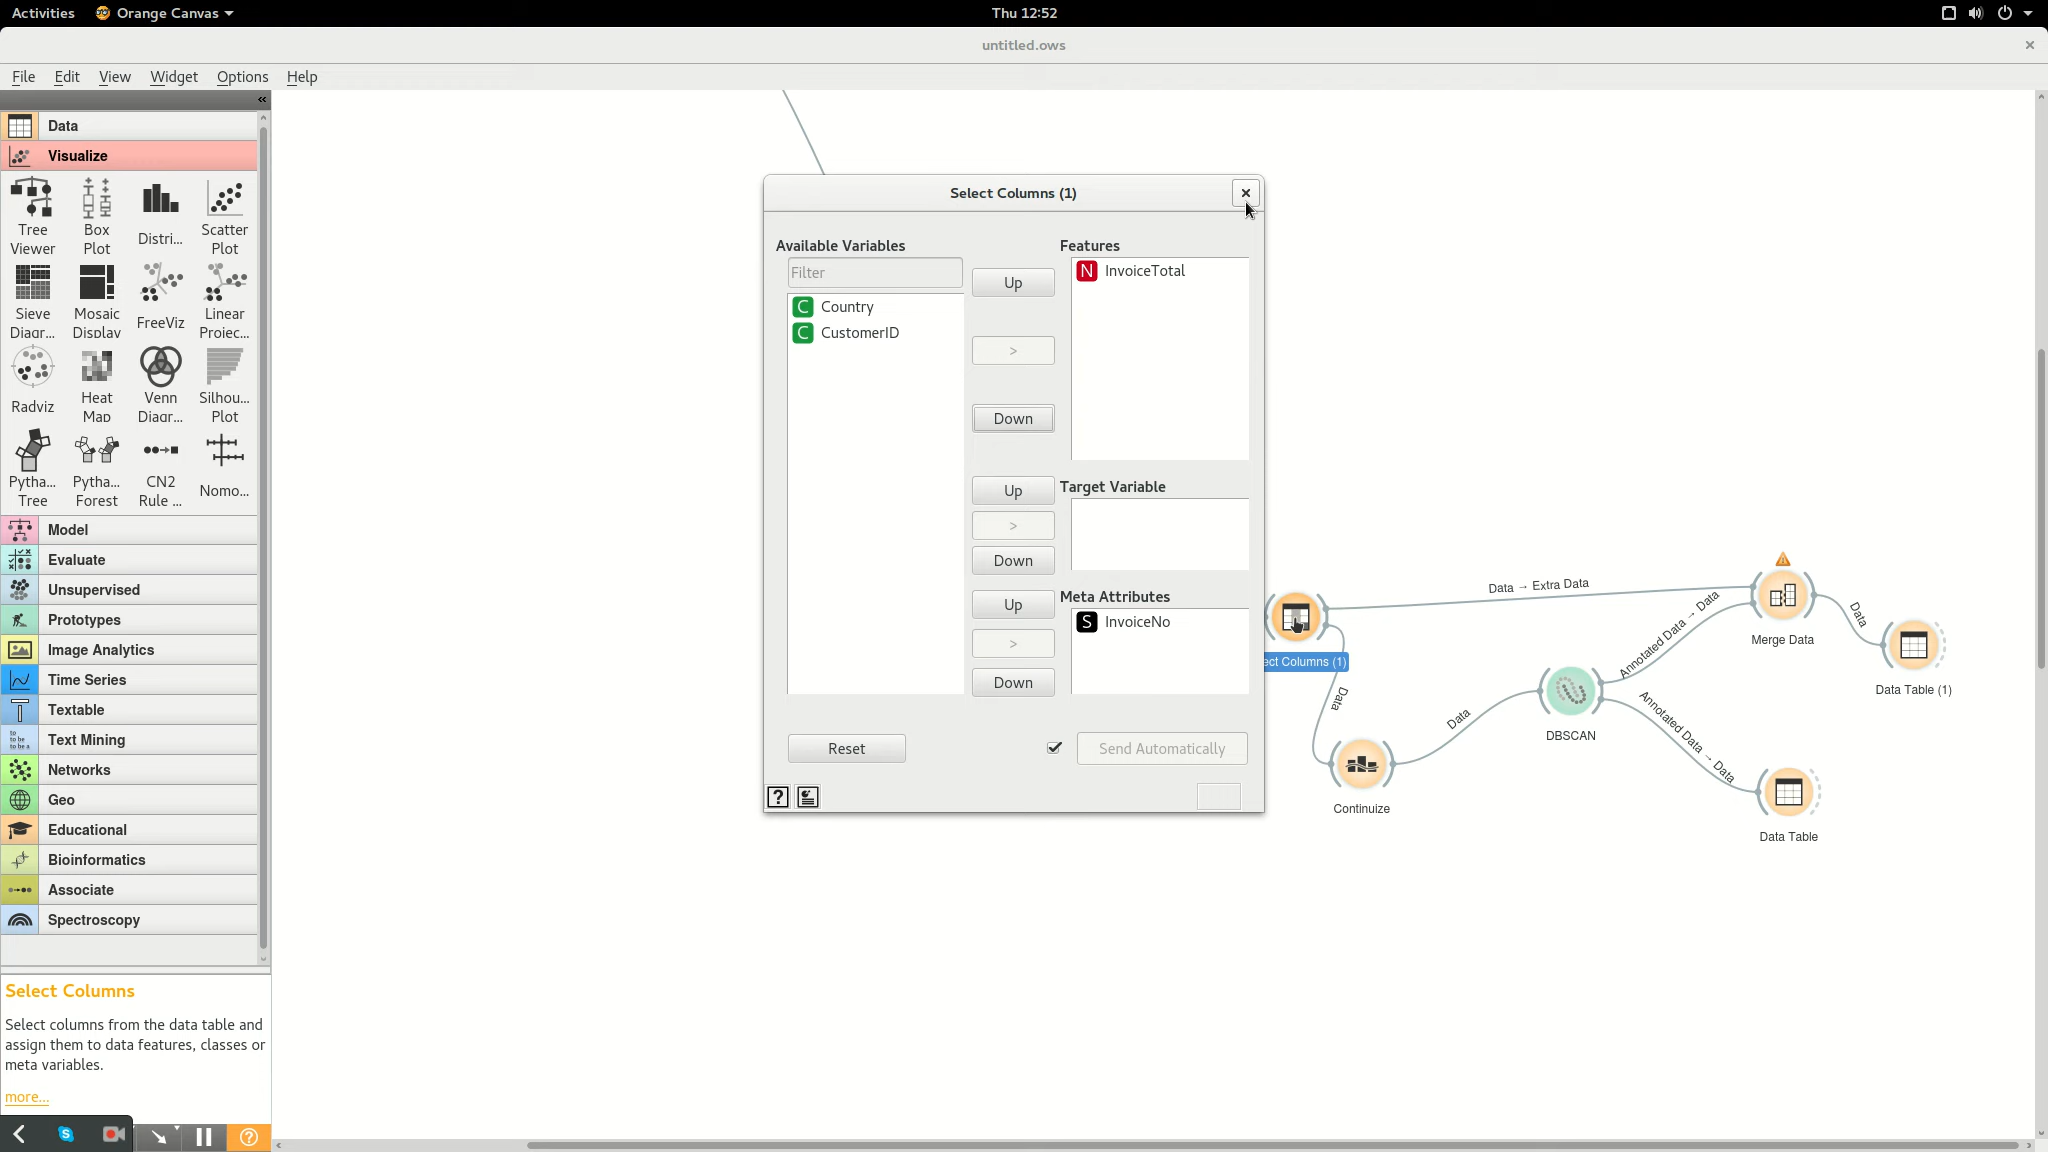 Activities
Orange Canvas
Thu 12:52
untitled.ows
File
Edit
View
Widget
Options
Help
Data
Visualize
Tree Viewer
Box Plot
Distri...
Scatter Plot
Sieve Diagr...
Mosaic Display
FreeViz
Linear Projec...
Radviz
Heat Map
Venn Diagr...
Silhou... Plot
Pytha... Tree
Pytha... Forest
CN2 Rule ...
Nomo...
Model
Evaluate
Unsupervised
Prototypes
Image Analytics
Time Series
Textable
Text Mining
Networks
Geo
Educational
Bioinformatics
Associate
Spectroscopy
Select Columns
Select columns from the data table and
assign them to data features, classes or
meta variables.
more...
Select Columns (1)
Available Variables
Filter
C Country
C CustomerID
Up
>
Down
Up
>
Down
Up
>
Down
Features
N InvoiceTotal
Target Variable
Meta Attributes
S InvoiceNo
Reset
Send Automatically
?
ect Columns (1)
Data → Extra Data
Data
Continuize
Data
DBSCAN
Annotated Data → Data
Annotated Data → Data
Merge Data
Data
Data Table (1)
Data Table